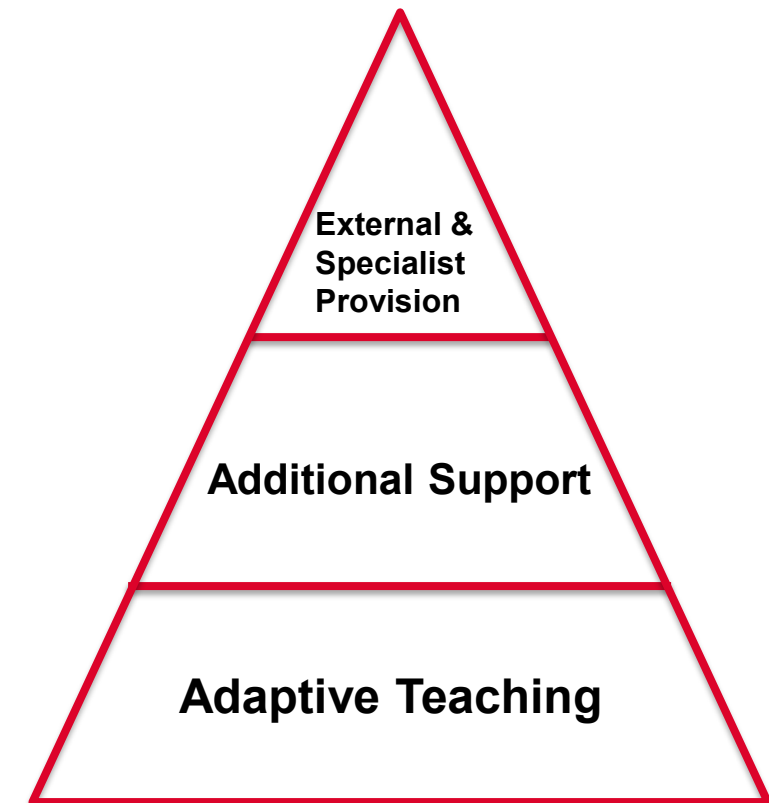 External &
Specialist
Provision
Additional Support
Adaptive Teaching